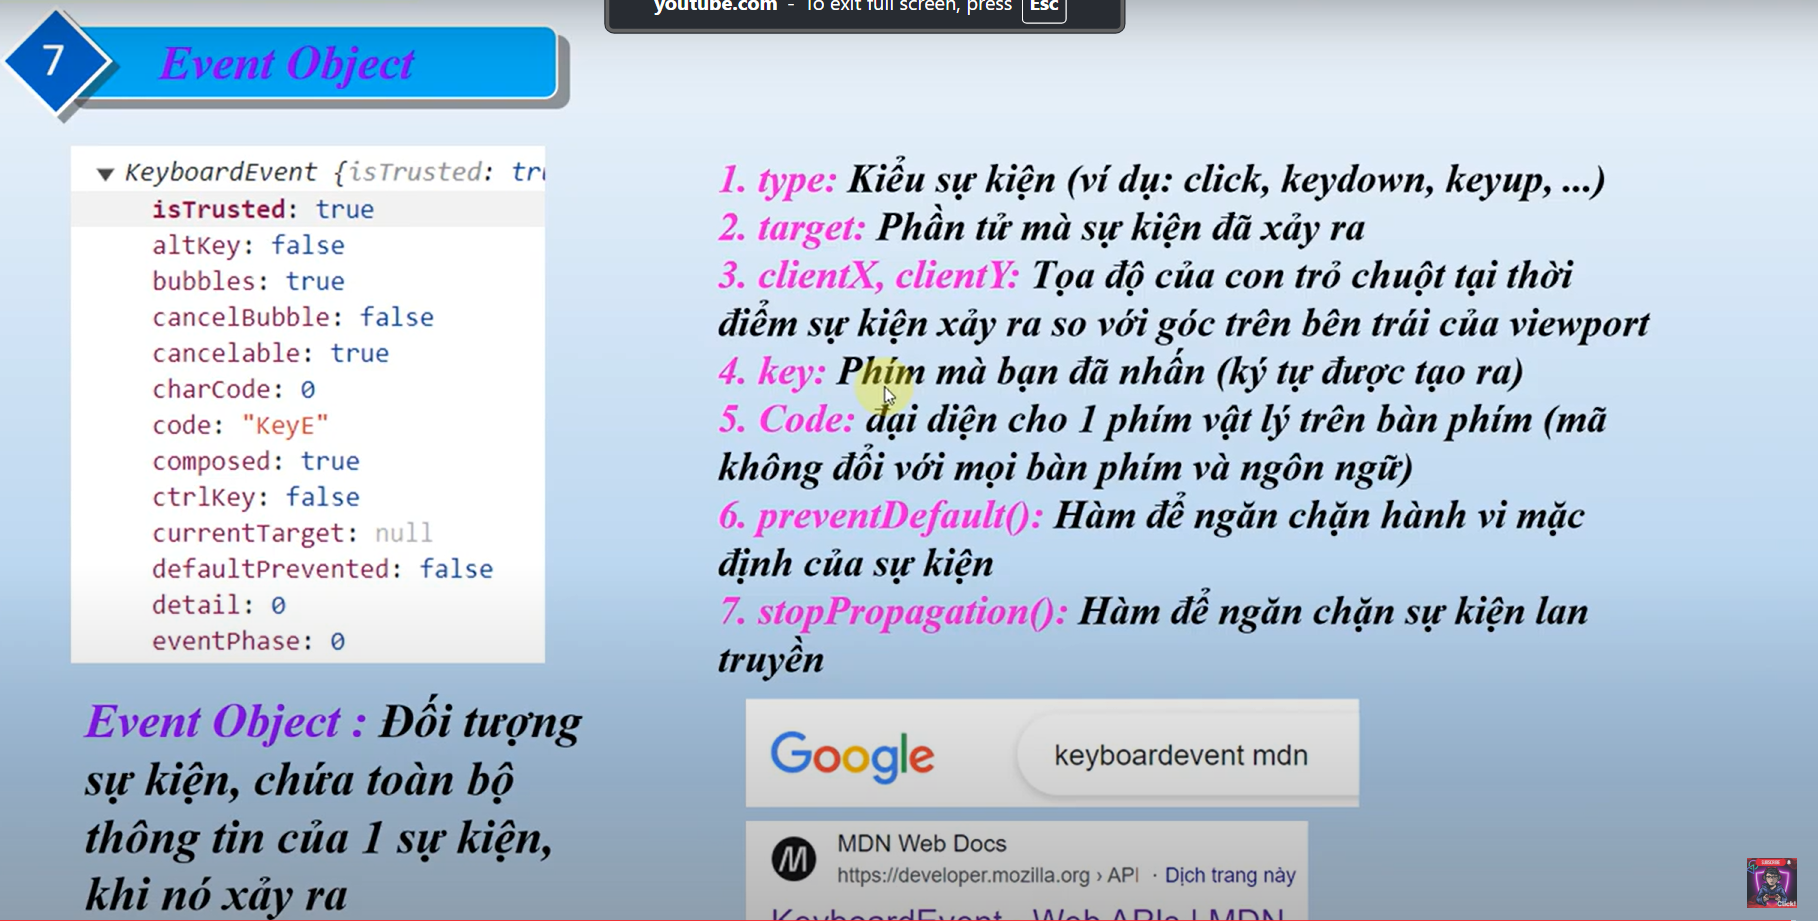 youtube.com - To exit full screen, press Esc
7
Event Object
KeyboardEvent {isTrusted: tru
isTrusted: true
altKey: false
bubbles: true
cancelBubble: false
cancelable: true
charCode: 0
code: "KeyE"
composed: true
ctrlKey: false
currentTarget: null
defaultPrevented: false
detail: 0
eventPhase: 0
Event Object : Đối tượng
sự kiện, chứa toàn bộ
thông tin của 1 sự kiện,
khi nó xảy ra
1. type: Kiểu sự kiện (ví dụ: click, keydown, keyup, ...)
2. target: Phần tử mà sự kiện đã xảy ra
3. clientX, clientY: Tọa độ của con trỏ chuột tại thời
điểm sự kiện xảy ra so với góc trên bên trái của viewport
4. key: Phím mà bạn đã nhấn (ký tự được tạo ra)
5. Code: đại diện cho 1 phím vật lý trên bàn phím (mã
không đổi với mọi bàn phím và ngôn ngữ)
6. preventDefault(): Hàm để ngăn chặn hành vi mặc
định của sự kiện
7. stopPropagation(): Hàm để ngăn chặn sự kiện lan
truyền
Google
keyboardevent mdn
MDN Web Docs
https://developer.mozilla.org › API · Dịch trang này
KeyboardEvent - Web APIs | MDN
SUBSCRIBE
Click!